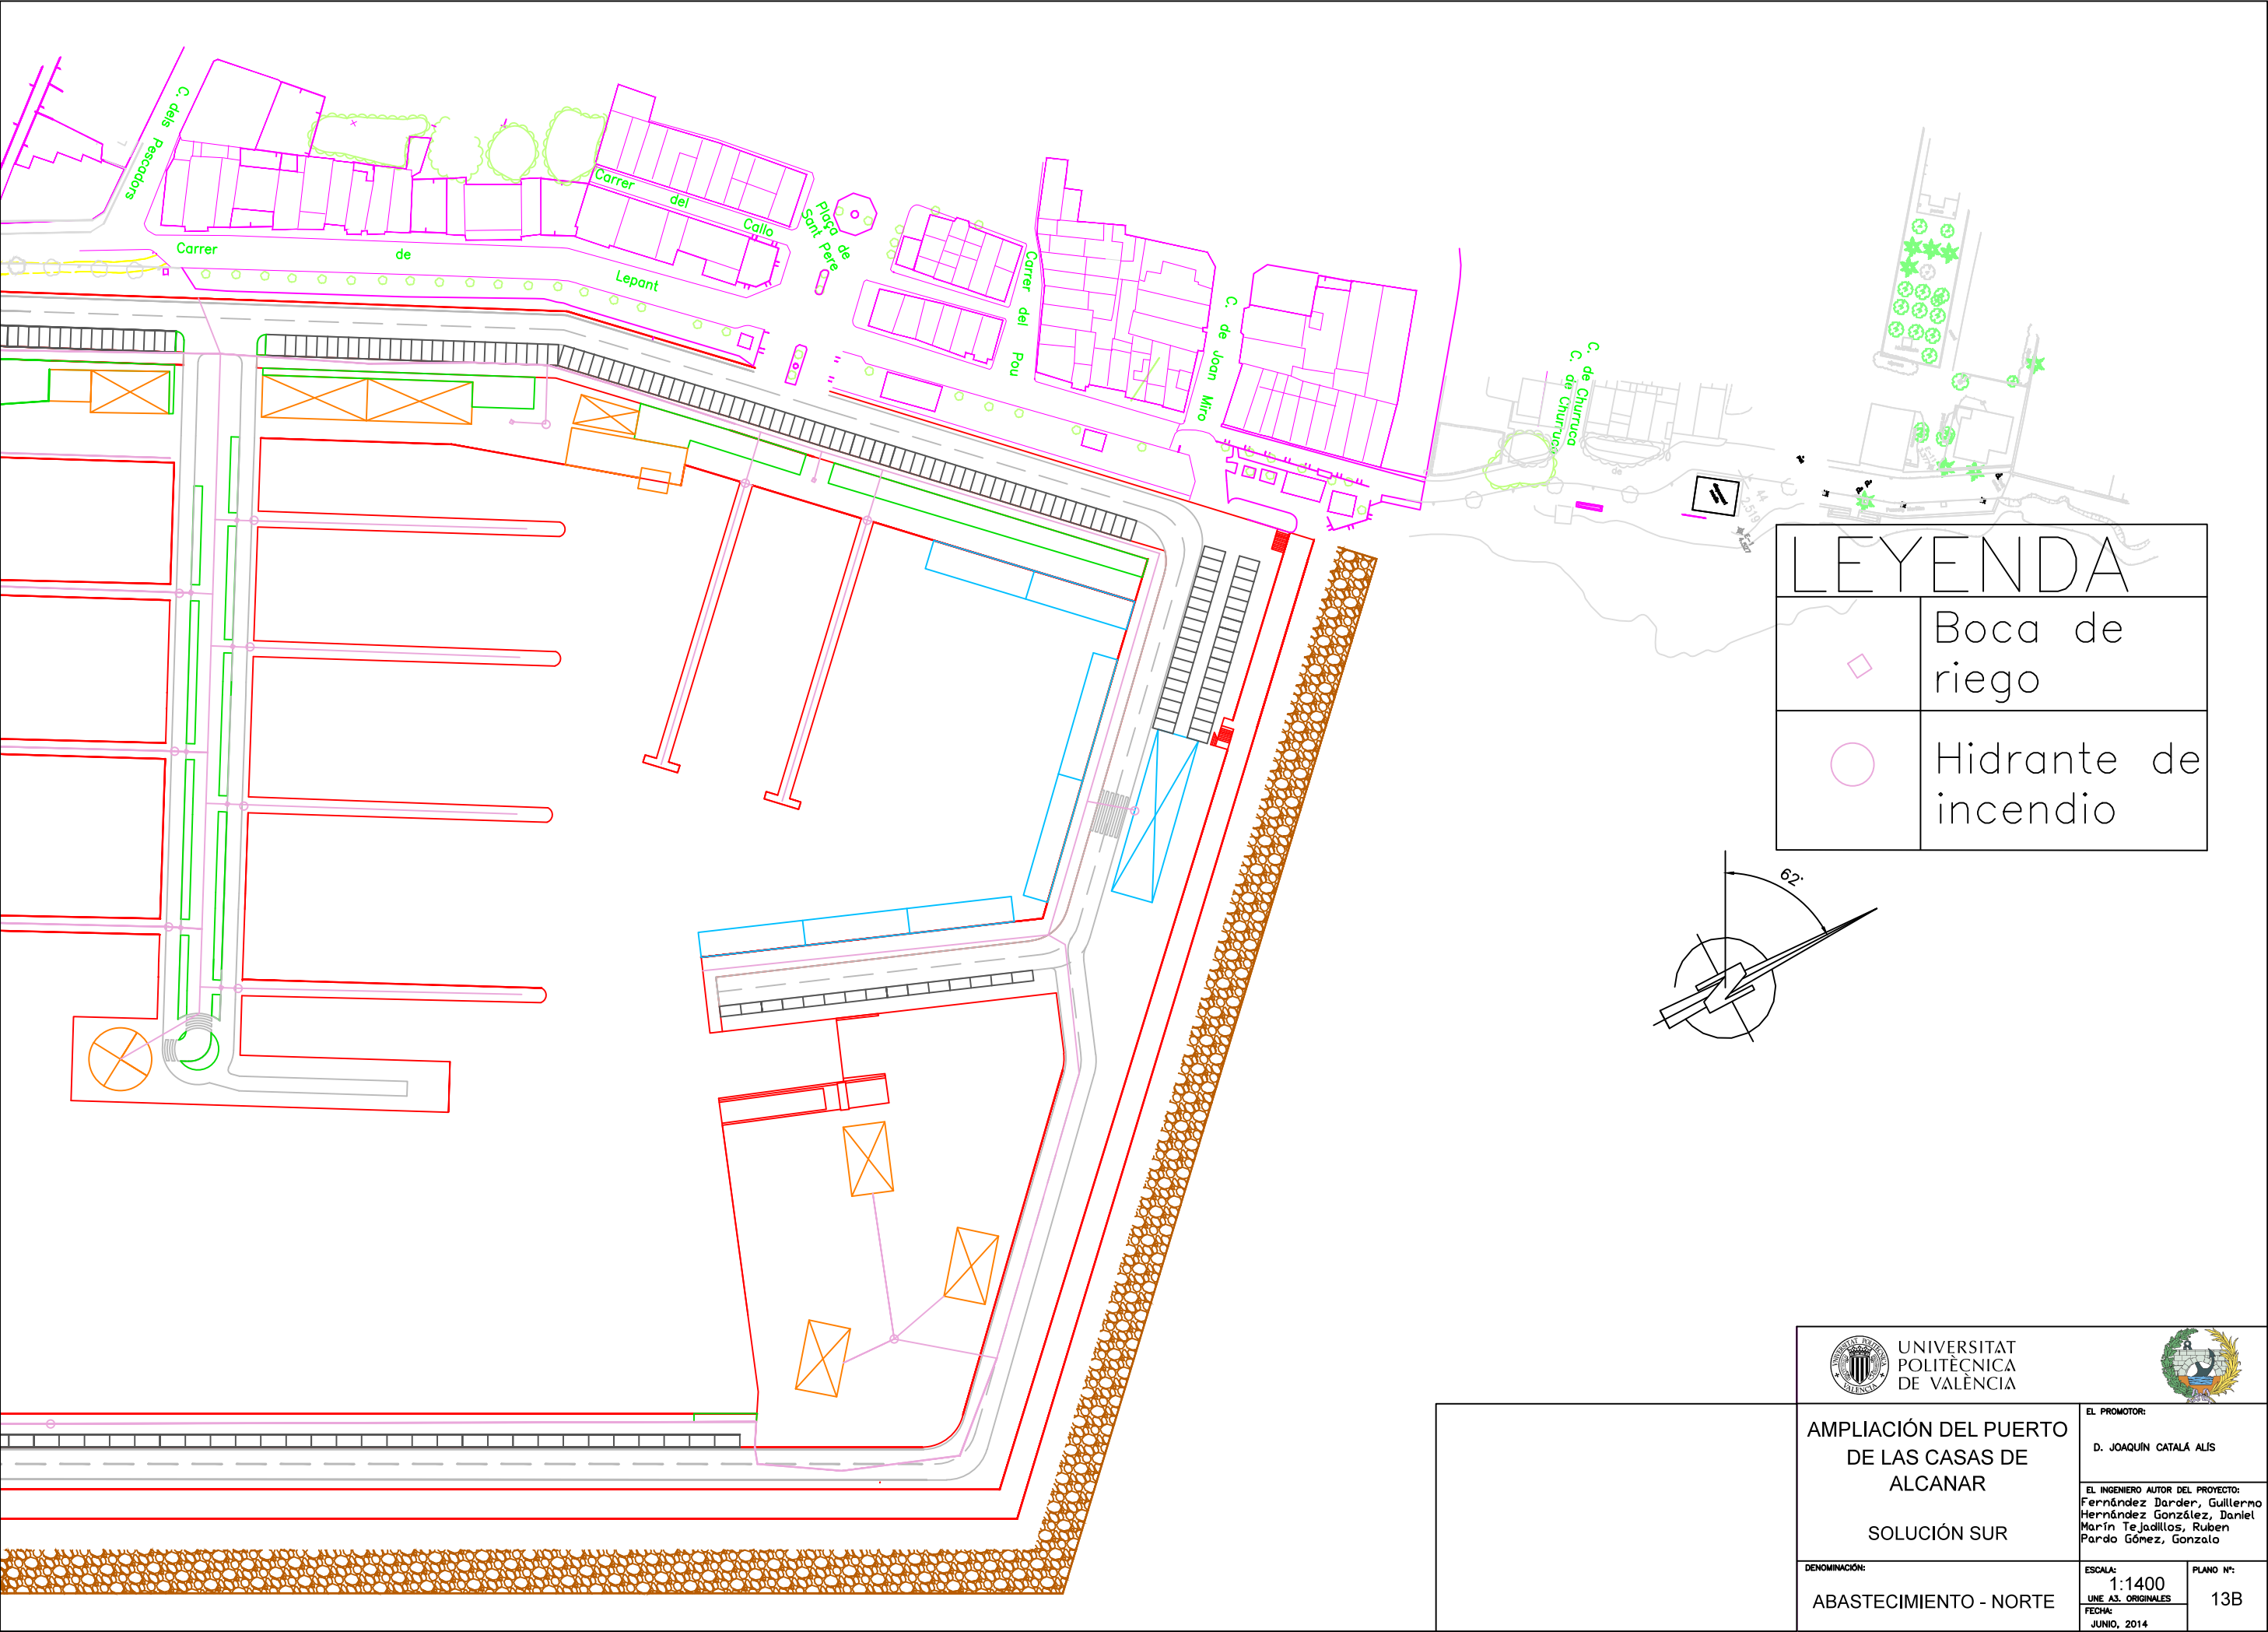 C. dels Pescadors
Carrer de Lepant
Carrer del Callo
Plaça de
Sant Pere
Carrer del Pou
C. de Joan Miro
C. de Churruca
C. de Churruca
LEYENDA
Boca de
riego
Hidrante de
incendio
62°
UNIVERSITAT
POLITÈCNICA
DE VALÈNCIA
AMPLIACIÓN DEL PUERTO
DE LAS CASAS DE
ALCANAR
SOLUCIÓN SUR
EL PROMOTOR:
D. JOAQUÍN CATALÁ ALÍS
EL INGENIERO AUTOR DEL PROYECTO:
Fernández Darder, Guillermo
Hernández González, Daniel
Marín Tejadillos, Ruben
Pardo Gómez, Gonzalo
DENOMINACIÓN:
ABASTECIMIENTO - NORTE
ESCALA:
1:1400
UNE A3. ORIGINALES
FECHA:
JUNIO, 2014
PLANO Nº:
13B